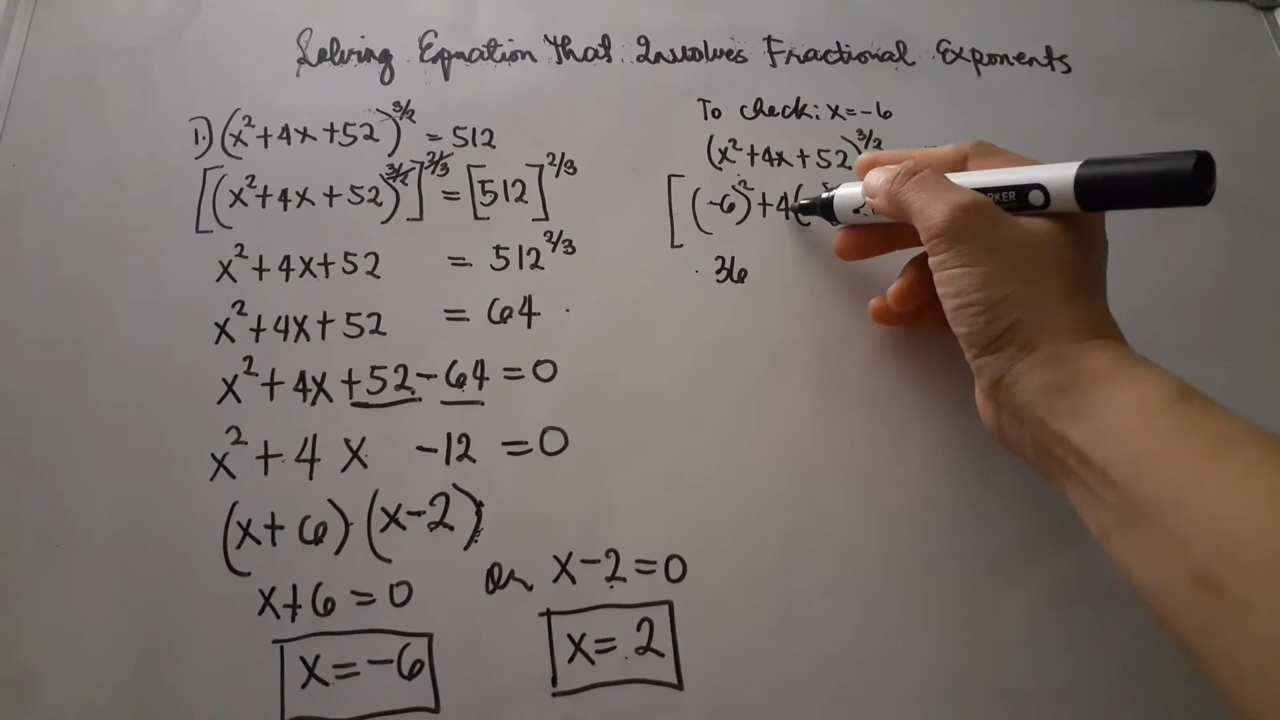 Solving Equation That Involves Fractional Exponents
1.) (x²+4x+52)^3/2 = 512
[(x²+4x+52)^3/2]^2/3 = [512]^2/3
x²+4x+52 = 512^2/3
x²+4x+52 = 64
x²+4x+52-64=0
x²+4x -12 =0
(x+6)(x-2)
x+6=0 or x-2=0
x=-6 x=2
To check: x=-6
(x²+4x+52)^3/2
[(-6)²+4(
36